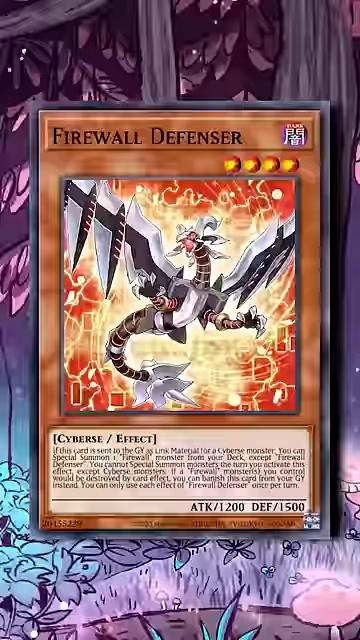 Firewall Defenser
DARK
闇
[Cyberse / Effect]
If this card is sent to the GY as Link Material for a Cyberse monster: You can
Special Summon 1 "Firewall" monster from your Deck, except "Firewall
Defenser". You cannot Special Summon monsters the turn you activate this
effect, except Cyberse monsters. If a "Firewall" monster(s) you control
would be destroyed by card effect, you can banish this card from your GY
instead. You can only use each effect of "Firewall Defenser" once per turn.
ATK/1200 DEF/1500